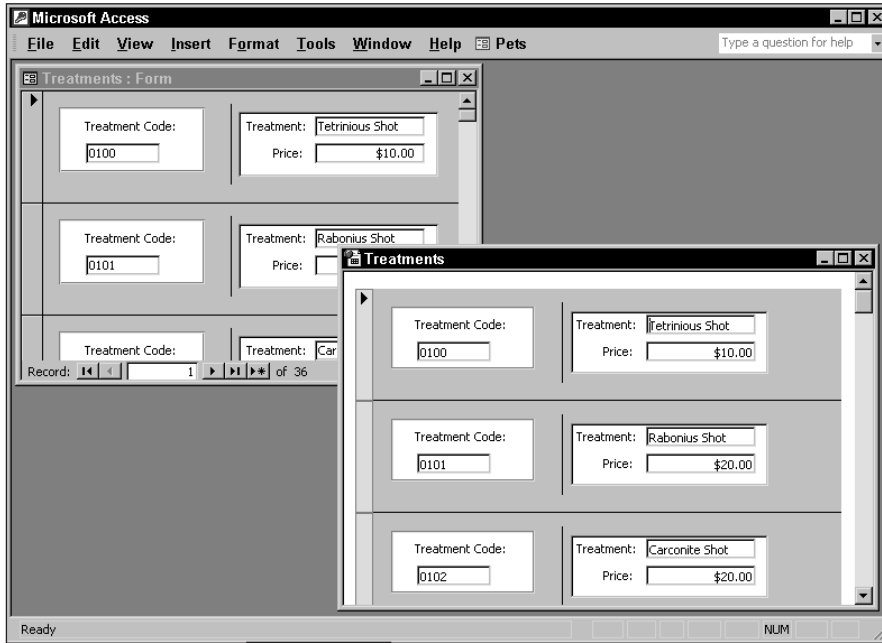 Microsoft Access
File Edit View Insert Format Tools Window Help Pets
Type a question for help
Treatments : Form
Treatment Code:
0100
Treatment: Tetrinious Shot
Price: $10.00
Treatment Code:
0101
Treatment: Rabonius Shot
Price:
Treatment Code:
Treatment: Car
Record: 1 of 36
Treatments
Treatment Code:
0100
Treatment: Tetrinious Shot
Price: $10.00
Treatment Code:
0101
Treatment: Rabonius Shot
Price: $20.00
Treatment Code:
0102
Treatment: Carconite Shot
Price: $20.00
Ready
NUM